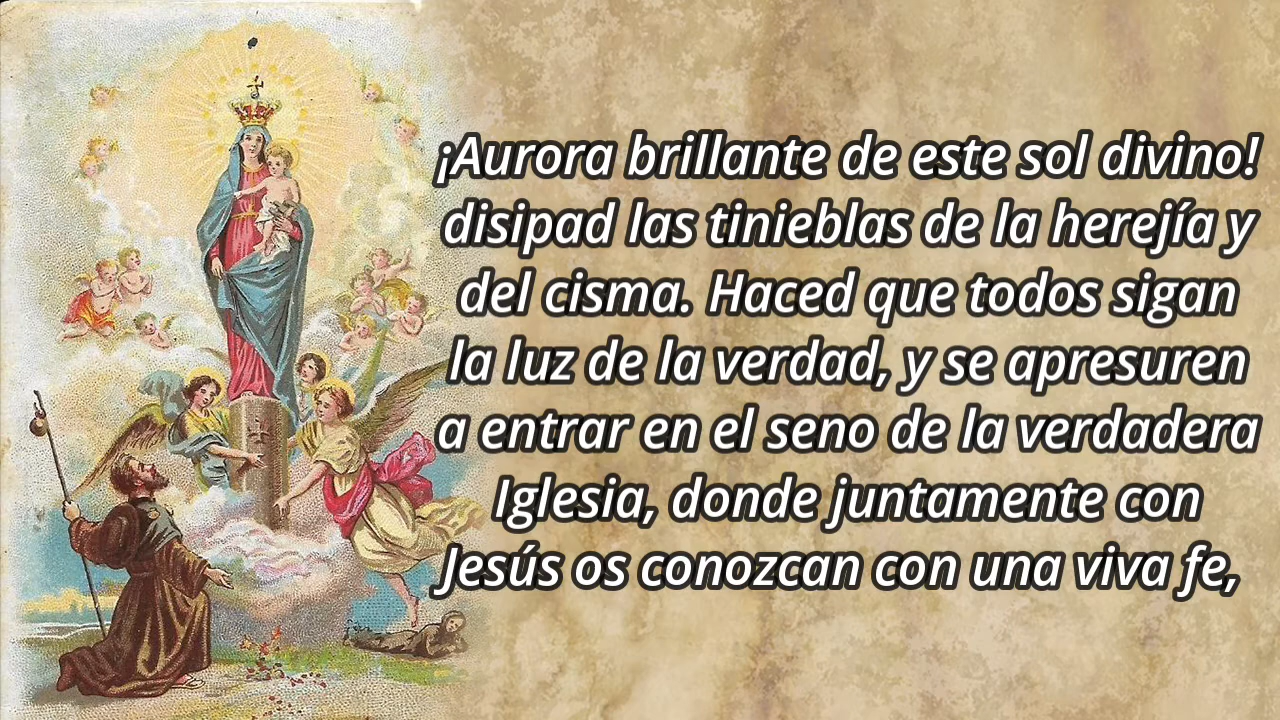 ¡Aurora brillante de este sol divino!
disipad las tinieblas de la herejía y
del cisma. Haced que todos sigan
la luz de la verdad, y se apresuren
a entrar en el seno de la verdadera
Iglesia, donde juntamente con
Jesús os conozcan con una viva fe,